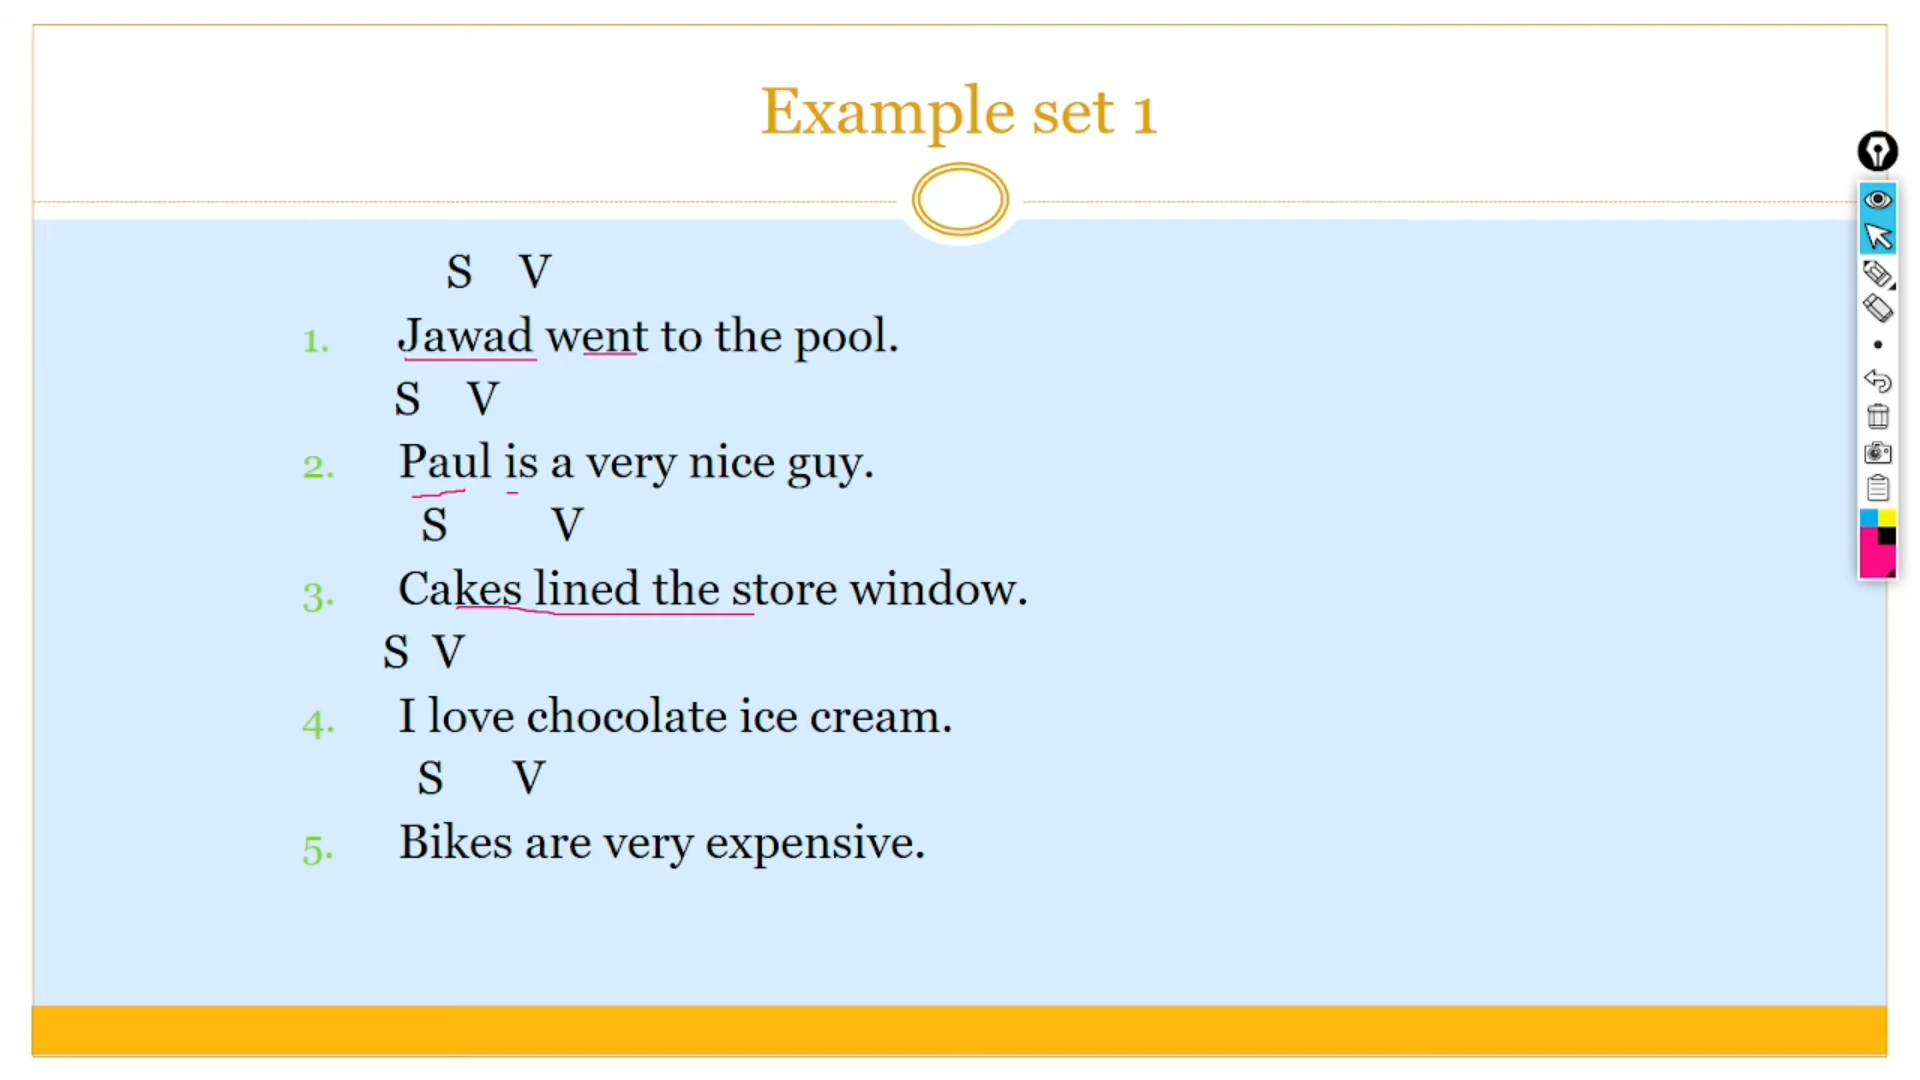 Example set 1
S V
1. Jawad went to the pool.
S V
2. Paul is a very nice guy.
S V
3. Cakes lined the store window.
S V
4. I love chocolate ice cream.
S V
5. Bikes are very expensive.